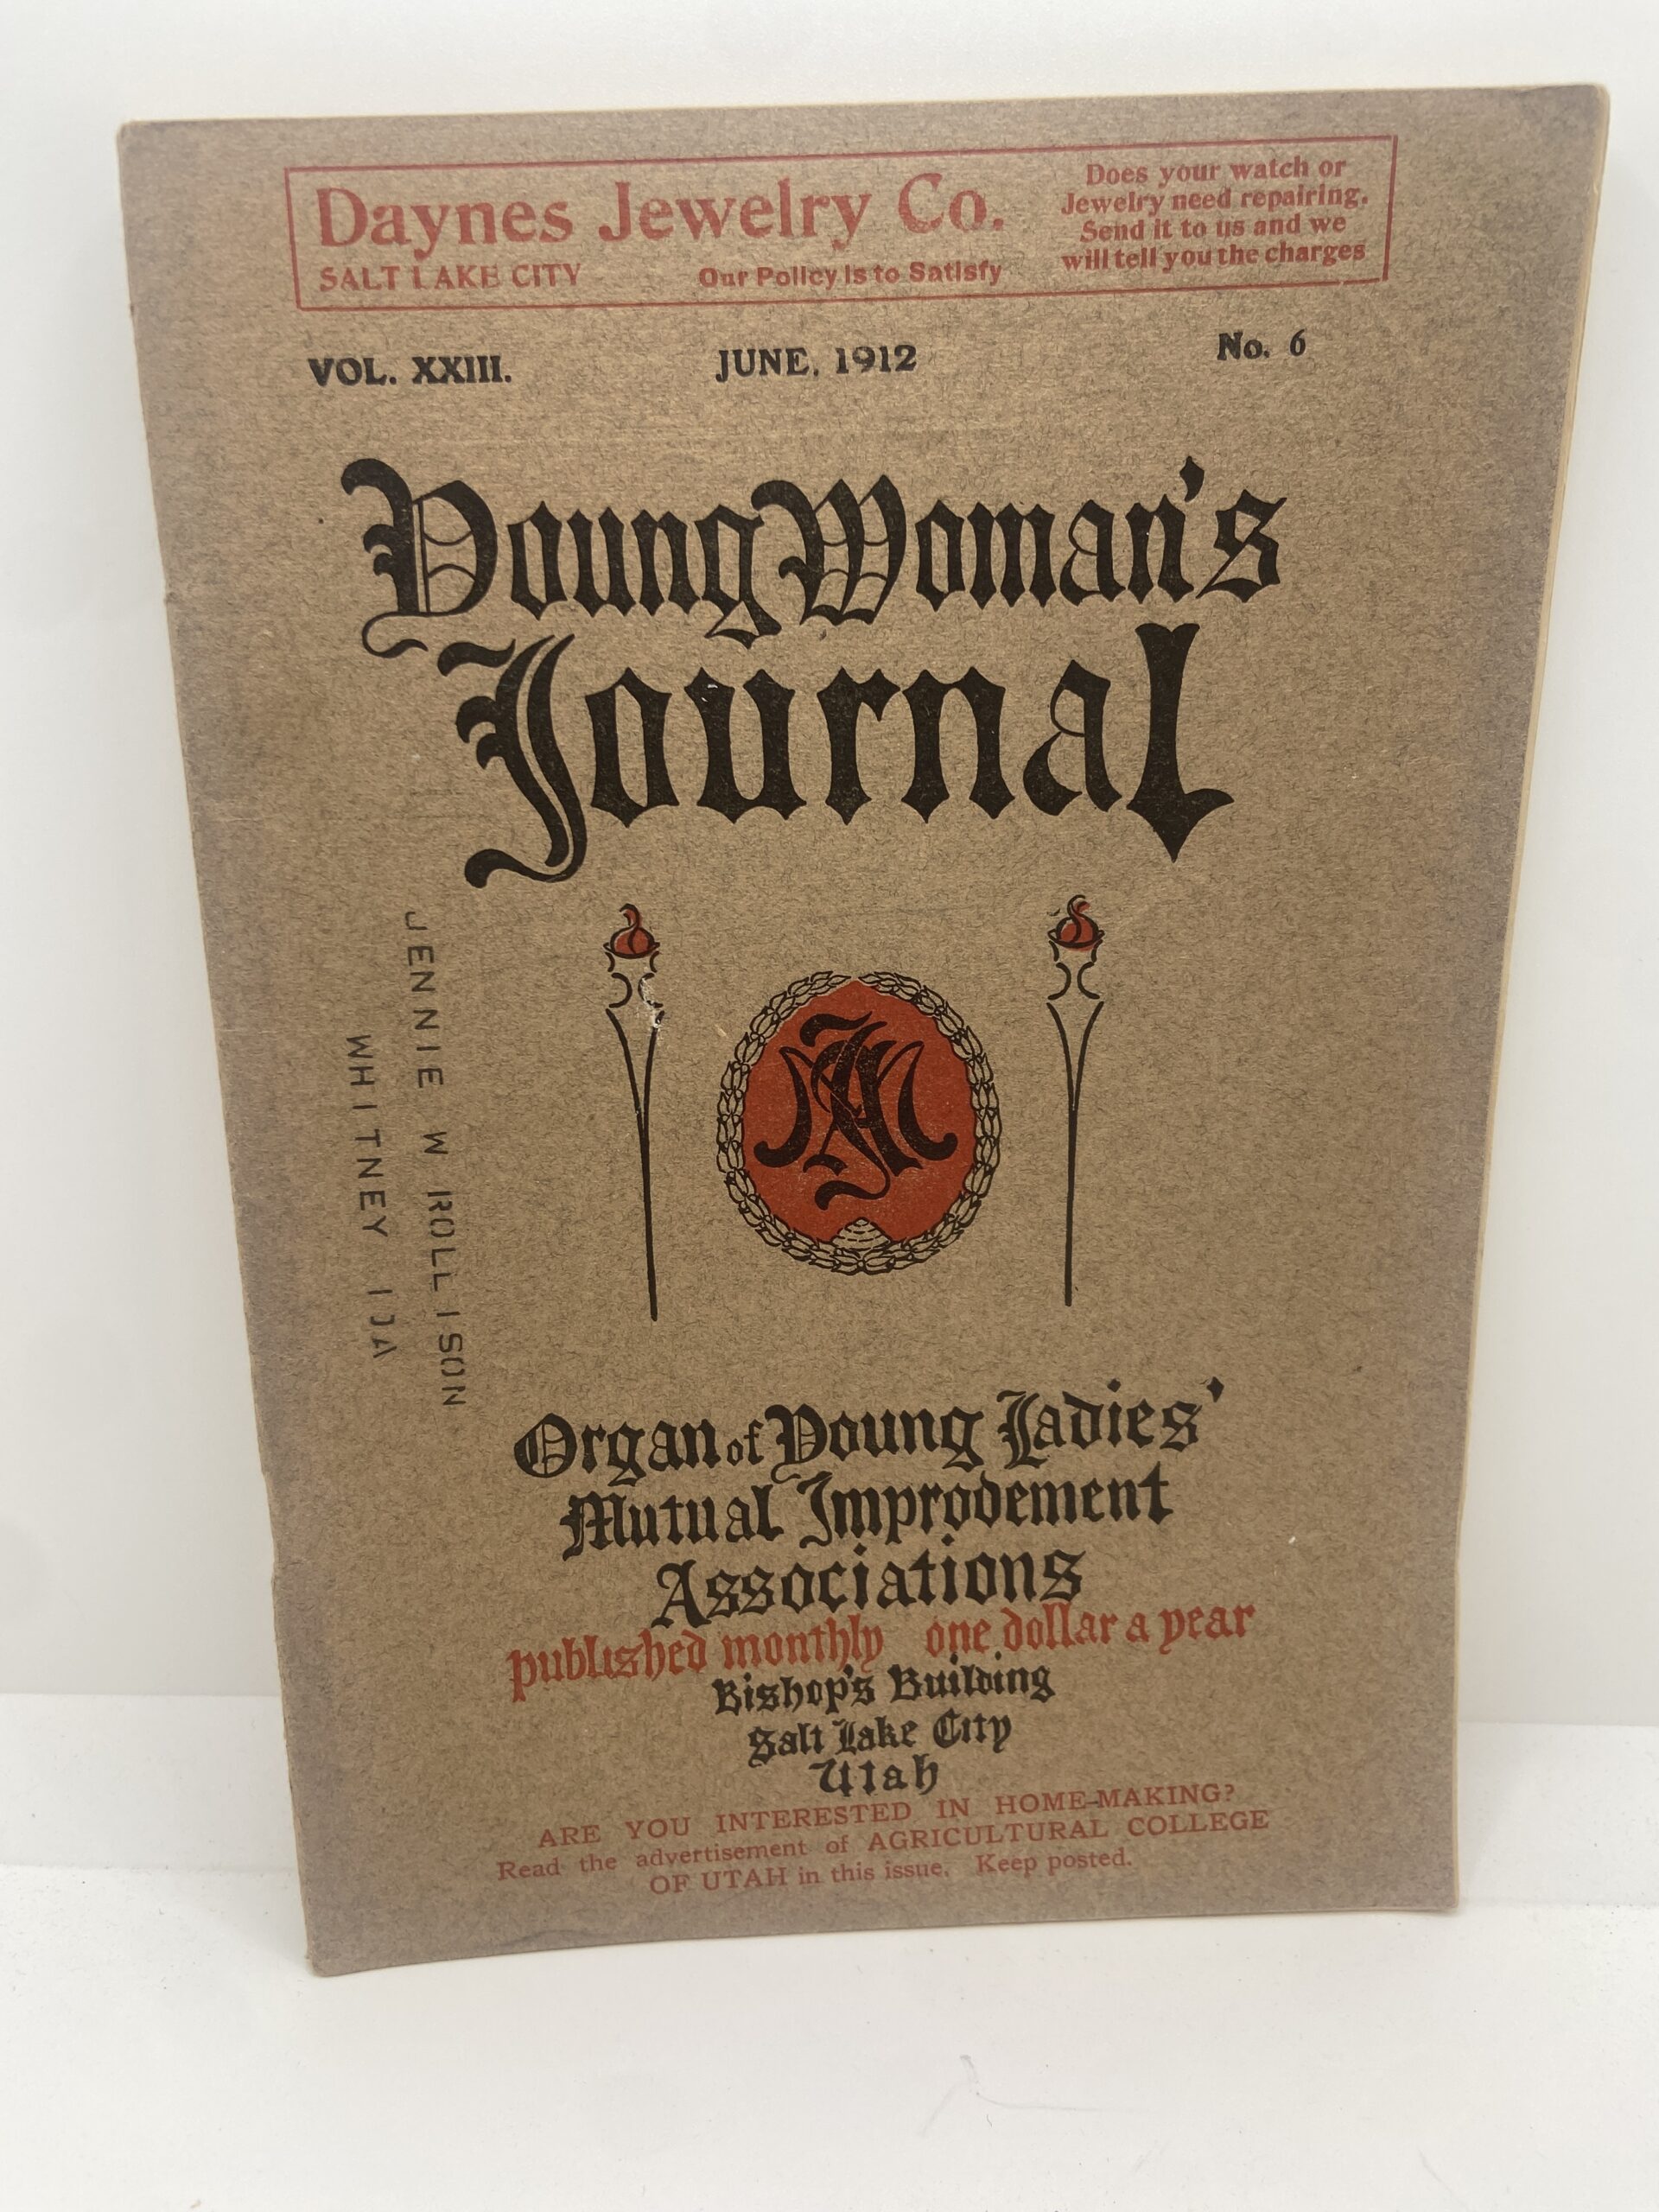 Daynes Jewelry Co.
SALT LAKE CITY
Our Policy is to Satisfy
Does your watch or
Jewelry need repairing.
Send it to us and we
will tell you the charges
VOL. XXIII.
JUNE, 1912
No. 6
Young Woman's
Journal
JENNIE W ROLLISON
WHITNEY IDA
Organ of Young Ladies'
Mutual Improvement
Associations
published monthly one dollar a year
Bishop's Building
Salt Lake City
Utah
ARE YOU INTERESTED IN HOME-MAKING?
Read the advertisement of AGRICULTURAL COLLEGE
OF UTAH in this issue. Keep posted.